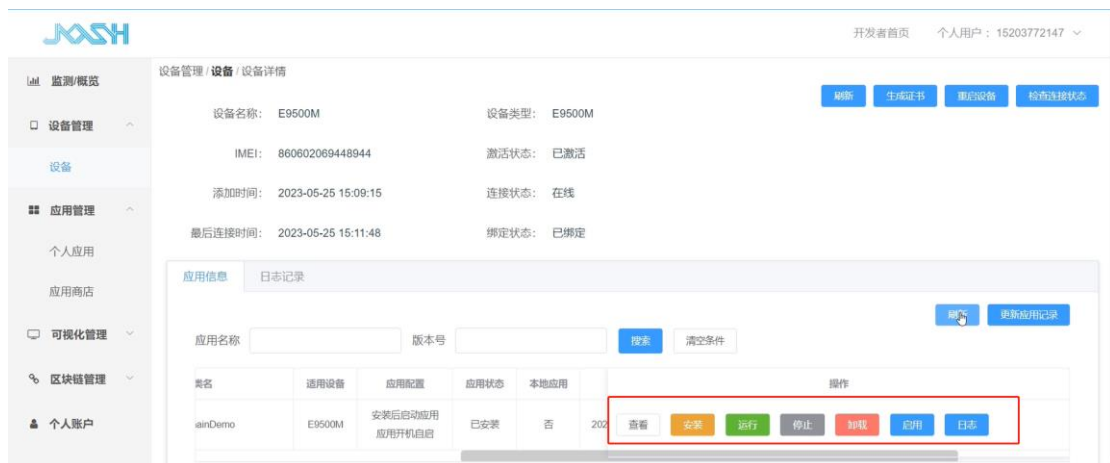 JMASH
开发者首页 个人用户： 15203772147
监测/概览
设备管理
设备
应用管理
个人应用
应用商店
可视化管理
区块链管理
个人账户
设备管理 / 设备 / 设备详情
刷新 生成证书 重启设备 检查连接状态
设备名称： E9500M 设备类型： E9500M
IMEI： 860602069448944 激活状态： 已激活
添加时间： 2023-05-25 15:09:15 连接状态： 在线
最后连接时间： 2023-05-25 15:11:48 绑定状态： 已绑定
应用信息 日志记录
刷新 更新应用记录
应用名称 版本号 搜索 清空条件
类名 适用设备 应用配置 应用状态 本地应用 操作
ainDemo E9500M 安装后启动应用 已安装 否 202 查看 安装 运行 停止 卸载 启用 日志
应用开机自启